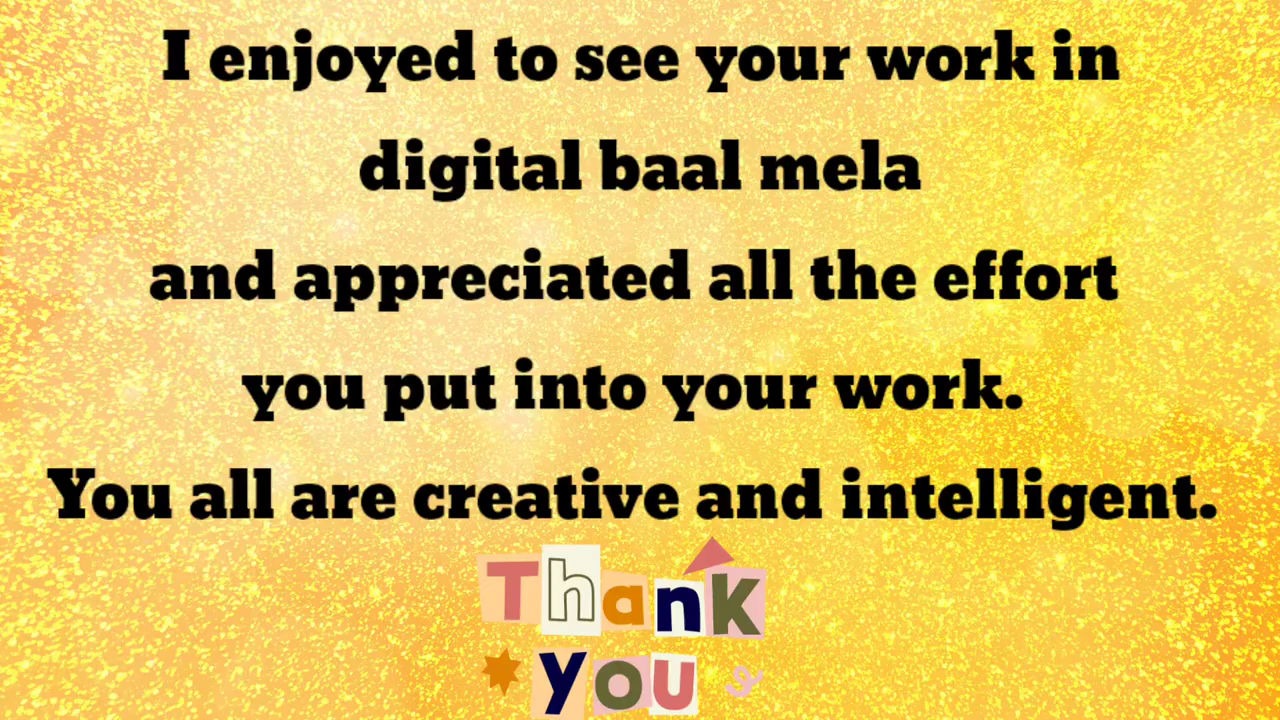 I enjoyed to see your work in
digital baal mela
and appreciated all the effort
you put into your work.
You all are creative and intelligent.
Thank
you